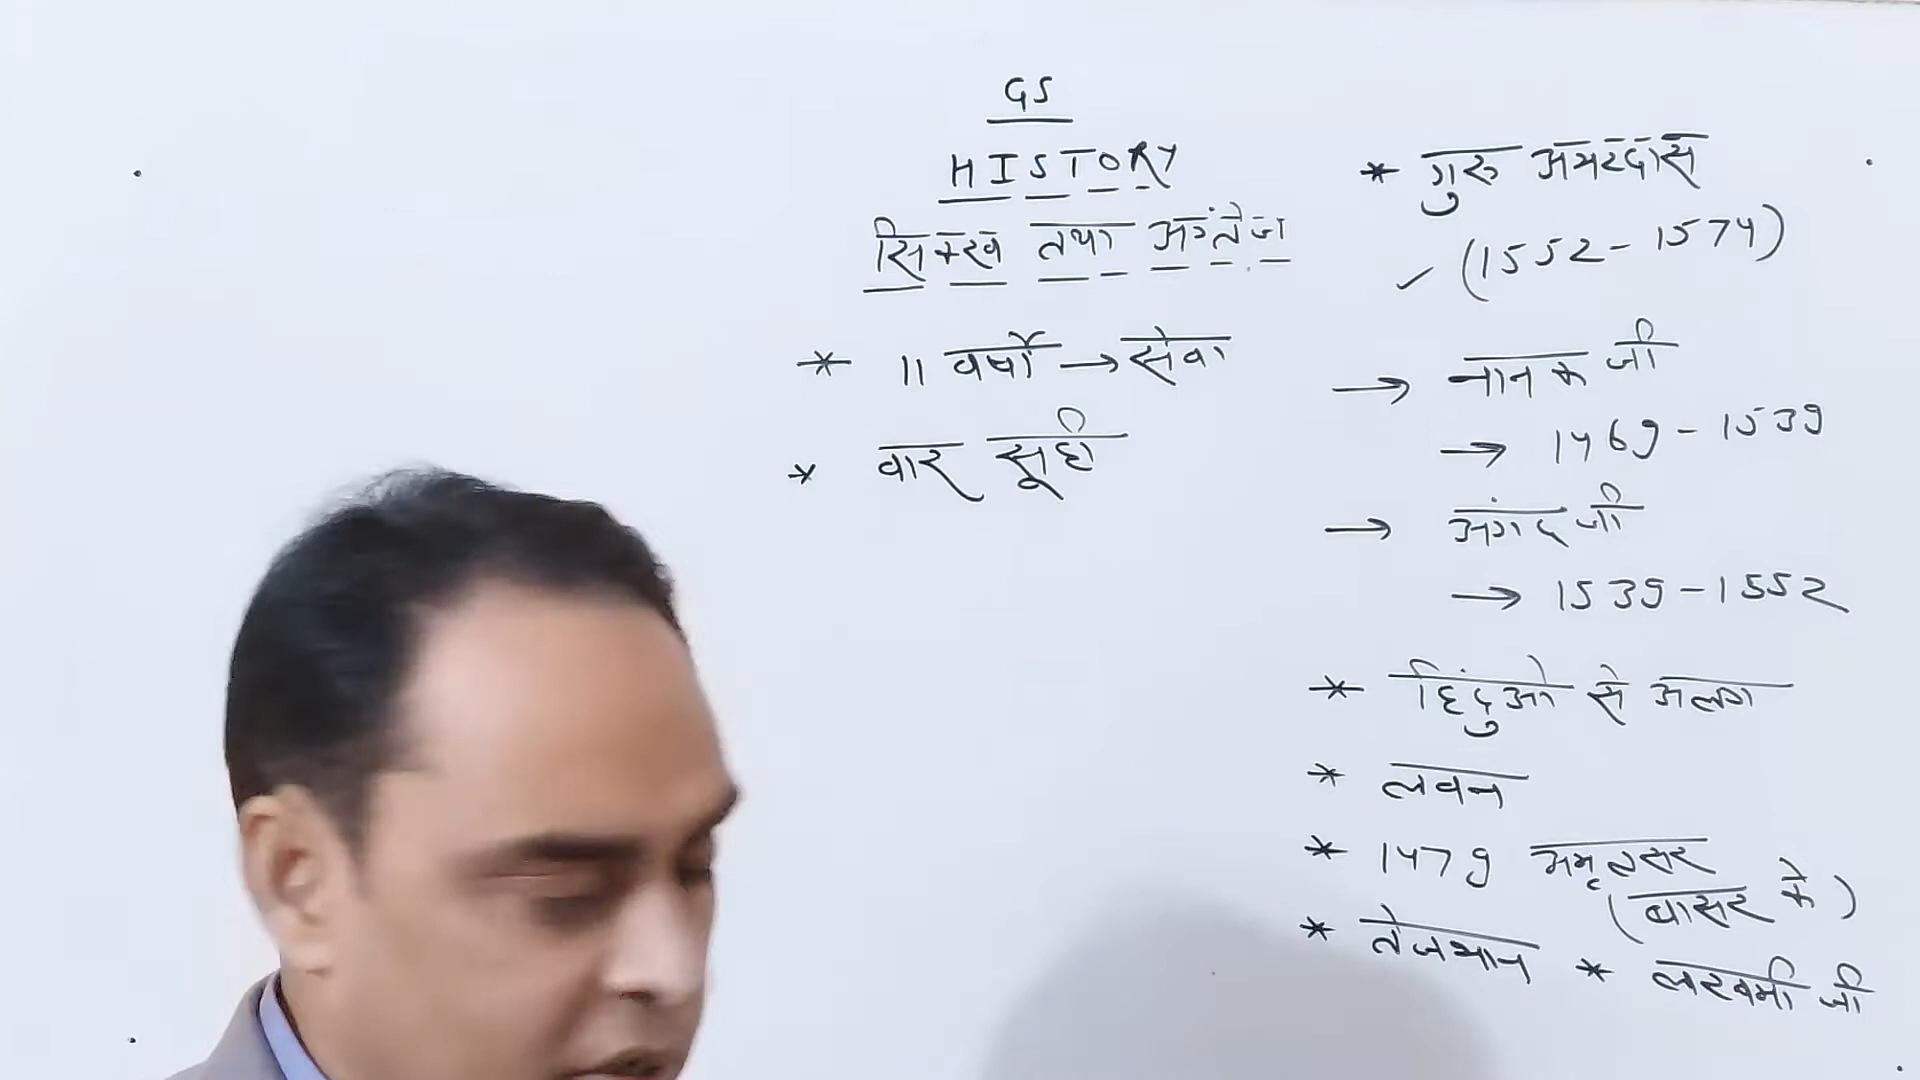 GS
HISTORY
सिक्ख तथा अंग्रेज
* 11 वर्षो → सेवा
* वार सूही
* गुरु अमरदास
✓ (1552 - 1574)
→ नानक जी
→ 1469 - 1539
→ अंगद जी
→ 1539 - 1552
* हिंदुओ से अलग
* लवन
* 1479 अमृतसर
(बासर के)
* तेजभान * लखमी जी